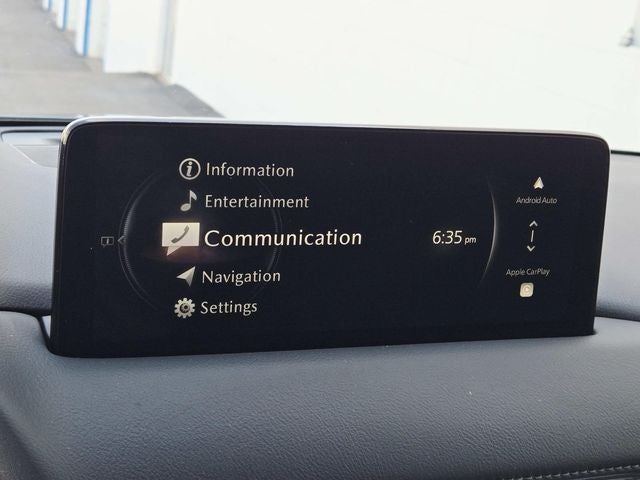 Information
Entertainment
Communication
6:35 pm
Navigation
Settings
Android Auto
Apple CarPlay